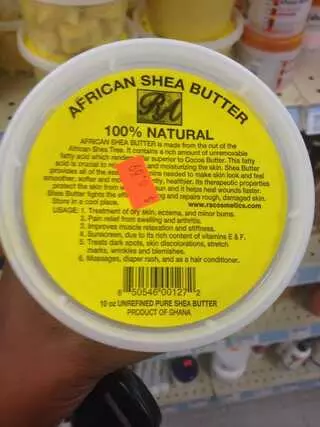 AFRICAN SHEA BUTTER
RA
100% NATURAL
AFRICAN SHEA BUTTER is made from the nut of the
African Shea Tree. It contains a rich amount of unremovable
fatty acid which superior to Cocoa Butter. This fatty
acid is crucial to and moisturizing the skin. Shea Butter
provides all of the needed to make skin look and feel
smoother, softer and healthier. Its therapeutic properties
protect the skin from sun and it helps heal wounds faster.
Shea Butter fights the and repairs rough, damaged skin.
Store in a cool place. www.racosmetics.com
USAGE: 1. Treatment of dry skin, eczema, and minor burns.
2. Pain relief from swelling and arthritis.
3. Improves muscle relaxation and stiffness.
4. Sunscreen, due to its rich content of vitamins E & F.
5. Treats dark spots, skin discolorations, stretch
marks, wrinkles and blemishes.
6. Massages, diaper rash, and as a hair conditioner.
6 50546 00127 2
10 oz UNREFINED PURE SHEA BUTTER
PRODUCT OF GHANA